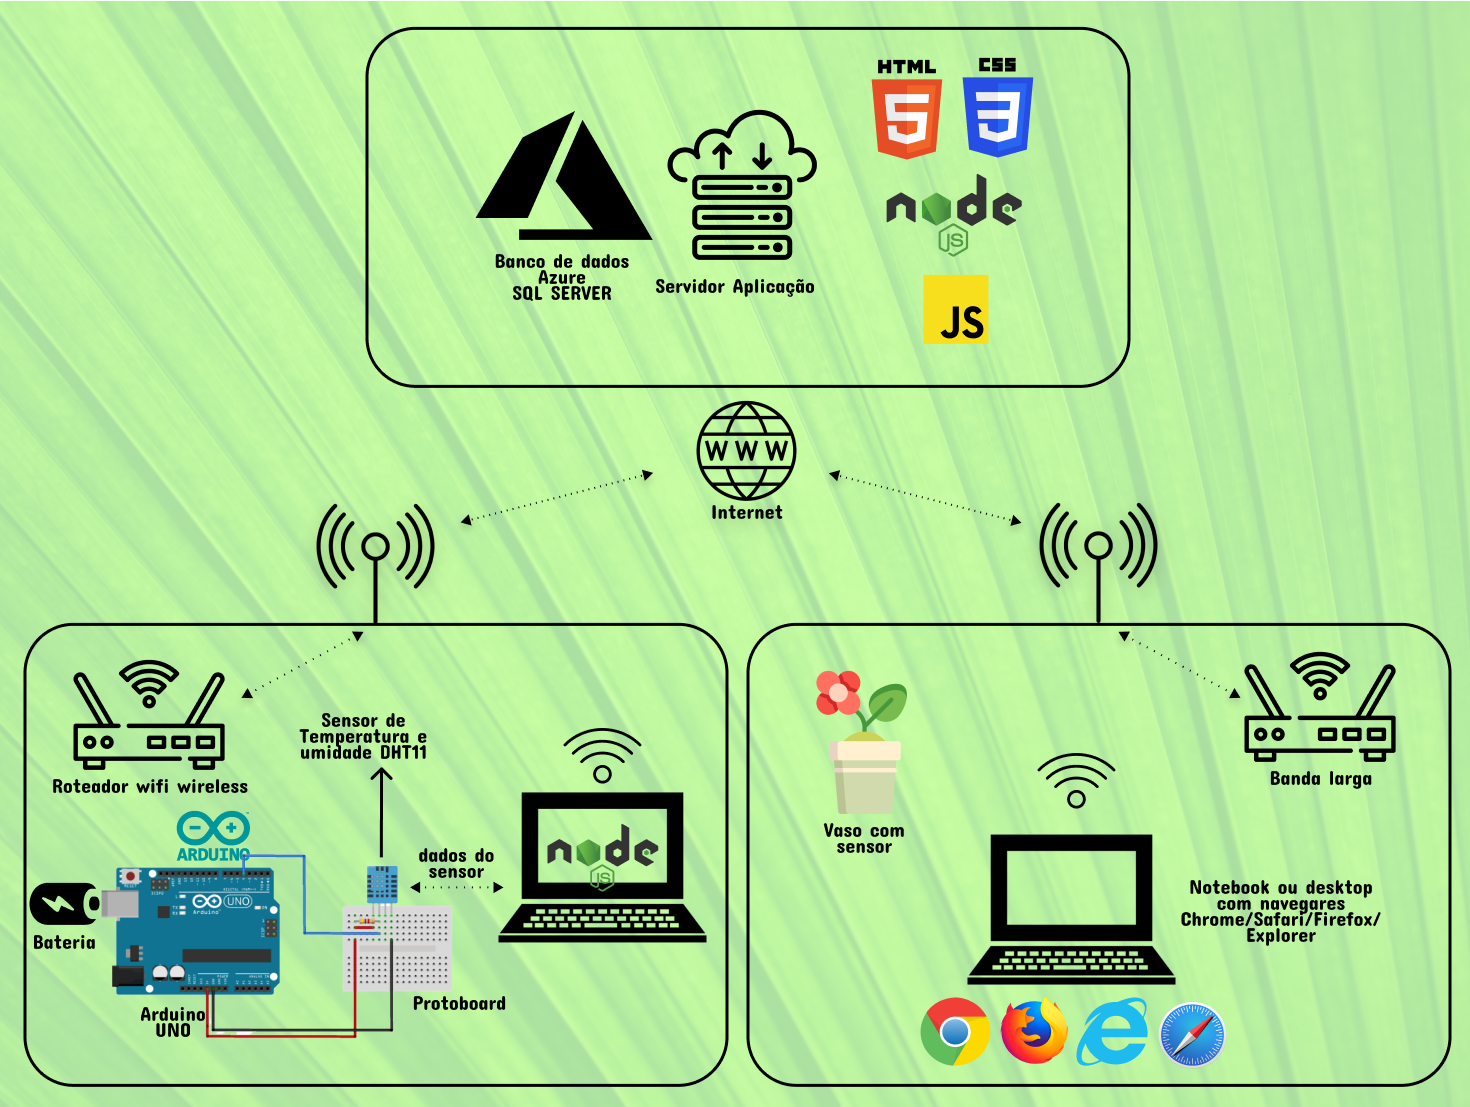 HTML
CSS
node
JS
JS
Banco de dados
Azure
SQL SERVER
Servidor Aplicação
WWW
Internet
Roteador wifi wireless
Sensor de
Temperatura e
umidade DHT11
ARDUINO
dados do
sensor
node
JS
UNO
Arduino
Bateria
Arduino
UNO
Protoboard
Vaso com
sensor
Banda larga
Notebook ou desktop
com navegares
Chrome/Safari/Firefox/
Explorer